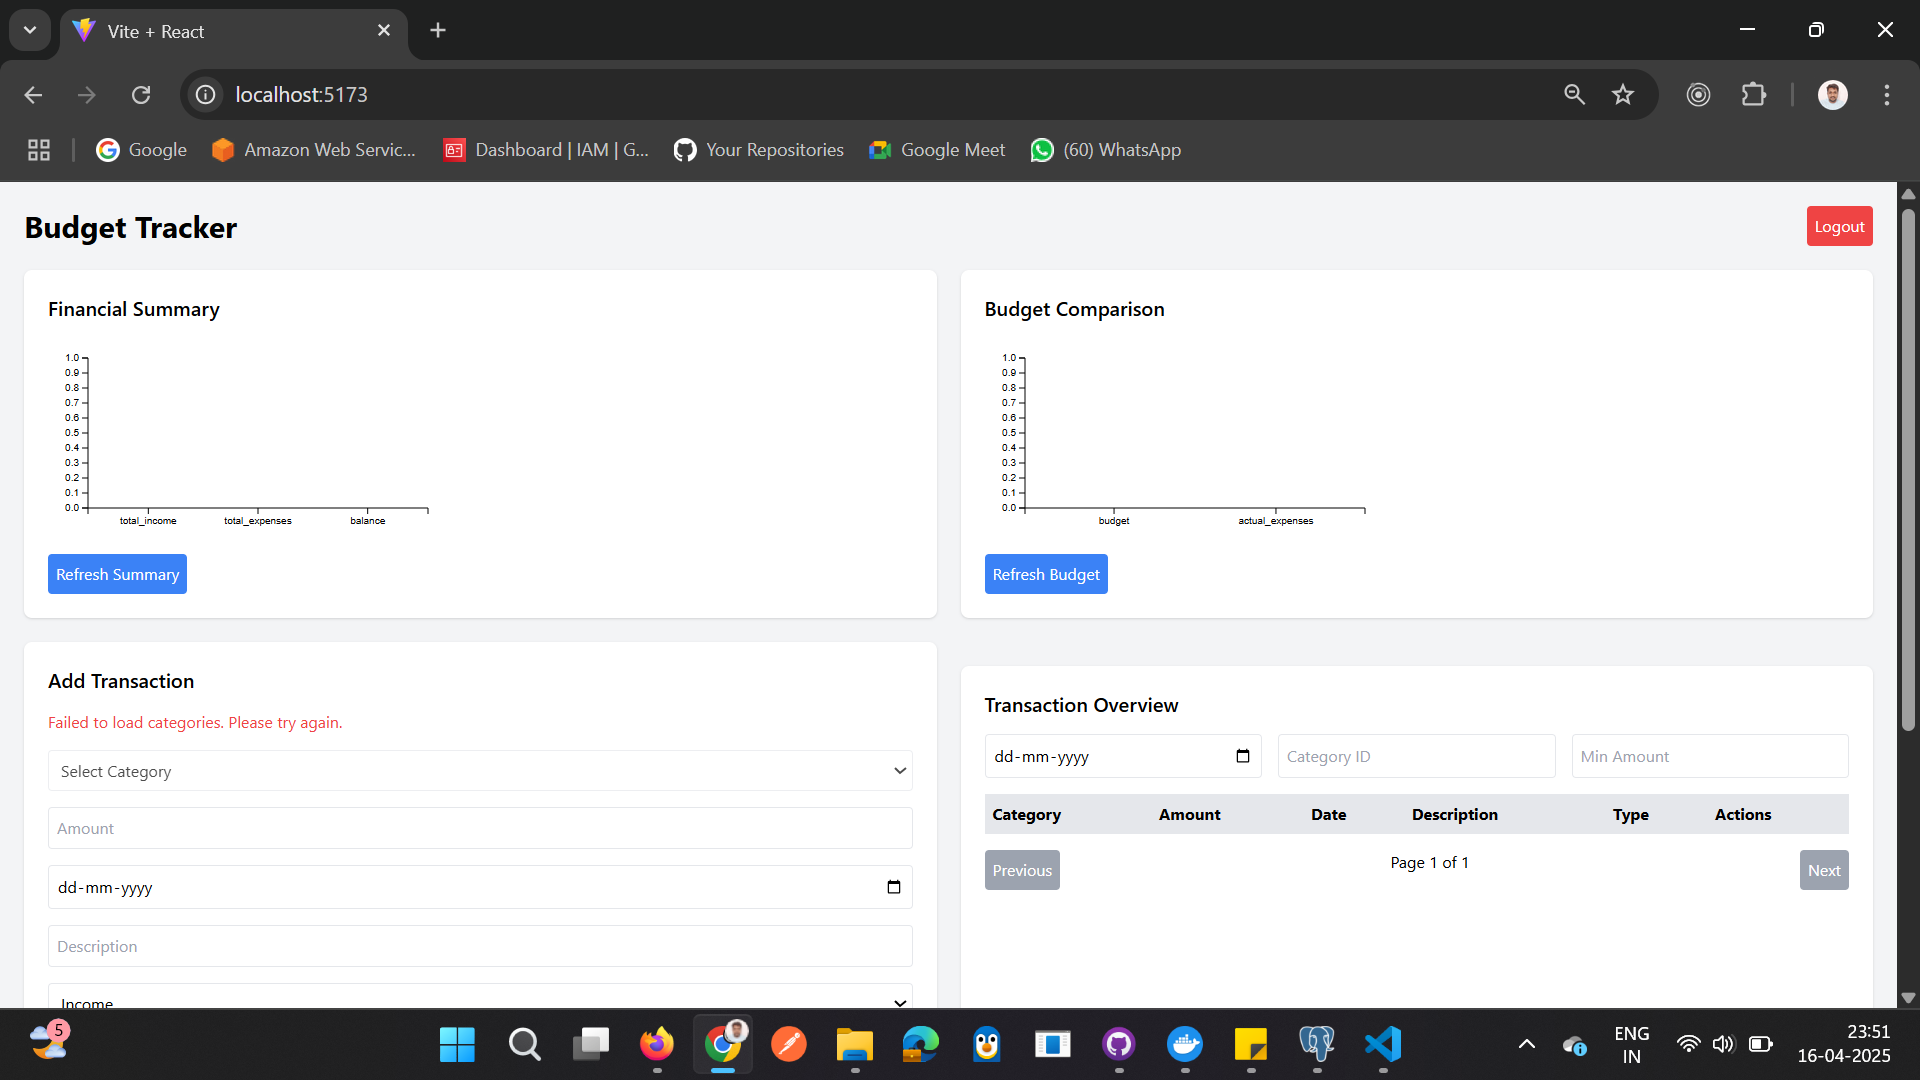 Vite + React
localhost:5173
Google
Amazon Web Servic...
Dashboard | IAM | G...
Your Repositories
Google Meet
(60) WhatsApp
Budget Tracker
Logout
Financial Summary
1.0
0.9
0.8
0.7
0.6
0.5
0.4
0.3
0.2
0.1
0.0
total_income total_expenses balance
Refresh Summary
Budget Comparison
1.0
0.9
0.8
0.7
0.6
0.5
0.4
0.3
0.2
0.1
0.0
budget actual_expenses
Refresh Budget
Add Transaction
Failed to load categories. Please try again.
Select Category
Amount
dd-mm-yyyy
Description
Income
Transaction Overview
dd-mm-yyyy Category ID Min Amount
Category Amount Date Description Type Actions
Previous Page 1 of 1 Next
5
ENG
IN
23:51
16-04-2025